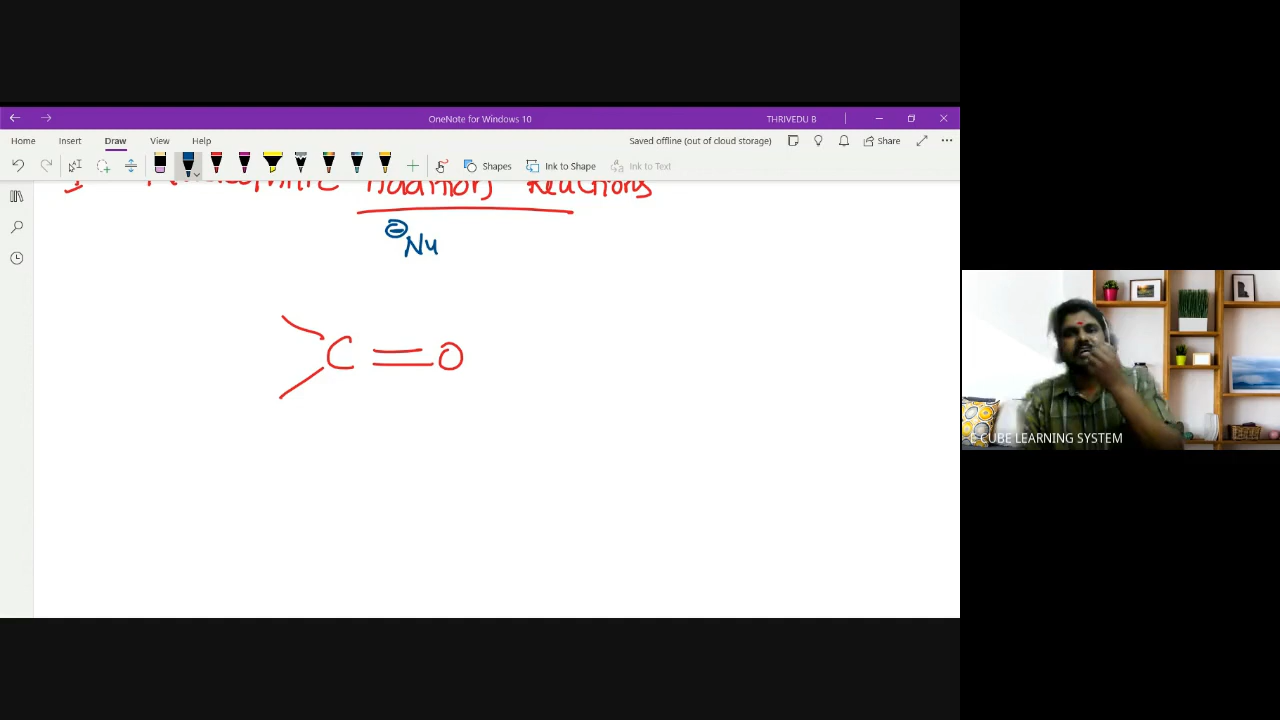 OneNote for Windows 10
THRIVEDU B
Home Insert Draw View Help
Saved offline (out of cloud storage)
Share
Shapes
Ink to Shape
Ink to Text
Nucleophilic Addition Reactions
⊖Nu
C=O
CUBE LEARNING SYSTEM